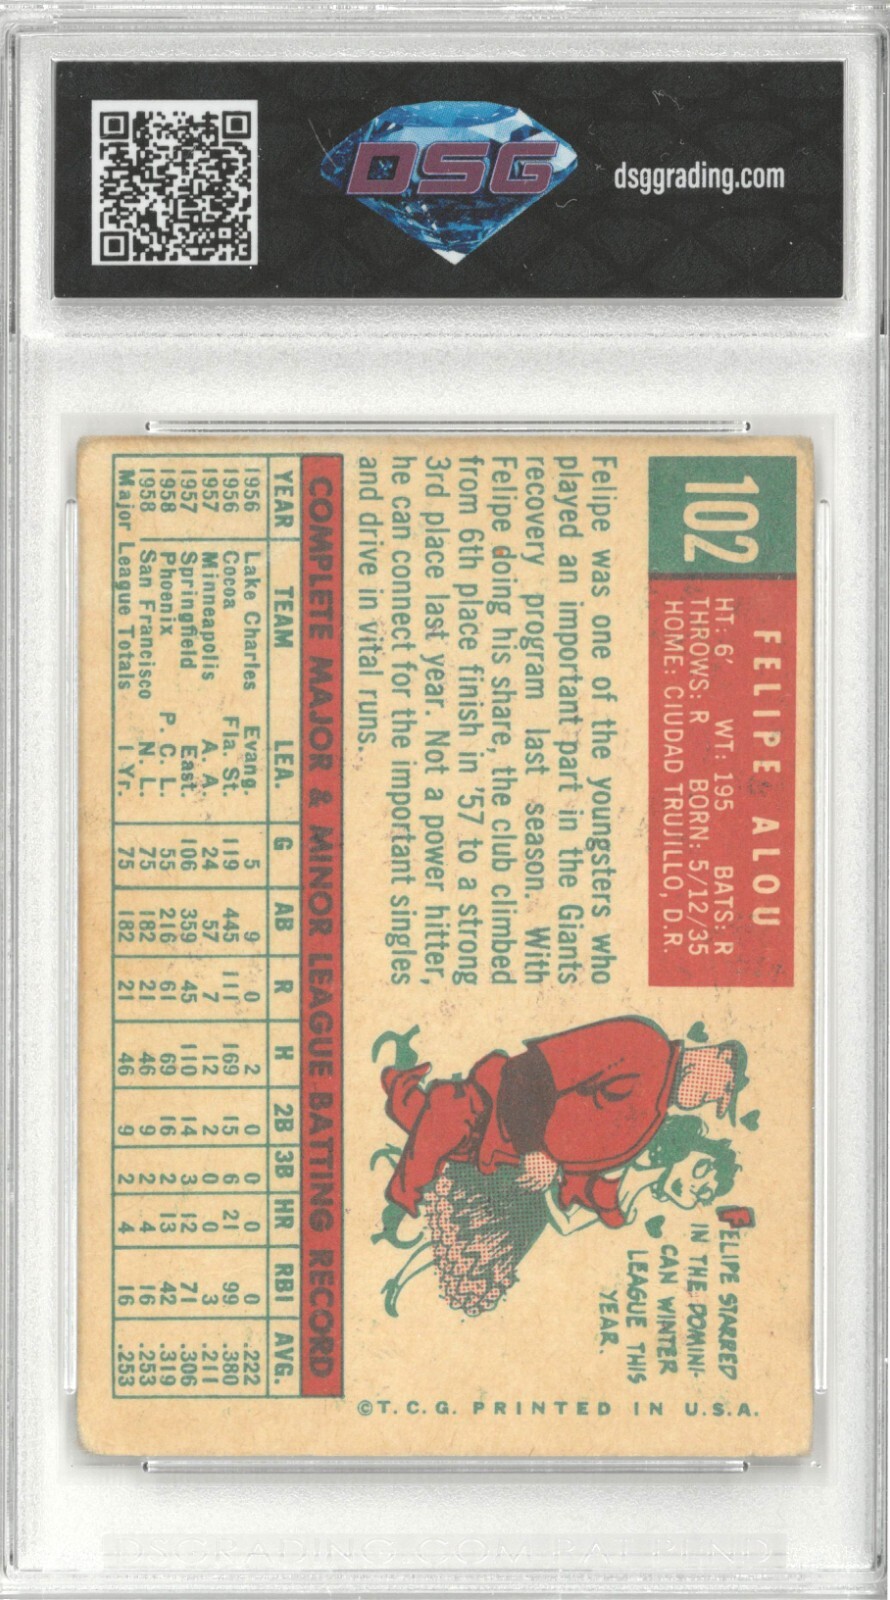 DSG
dsggrading.com
102
FELIPE ALOU
HT: 6' WT: 195 BATS: R
THROWS: R BORN: 5/12/35
HOME: CIUDAD TRUJILLO, D.R.
Felipe was one of the youngsters who
played an important part in the Giants
recovery program last season. With
Felipe doing his share, the club climbed
from 6th place finish in '57 to a strong
3rd place last year. Not a power hitter,
he can connect for the important singles
and drive in vital runs.
FELIPE STARRED
IN THE DOMINI-
CAN WINTER
LEAGUE THIS
YEAR.
COMPLETE MAJOR & MINOR LEAGUE BATTING RECORD
YEAR TEAM LEA. G AB R H 2B 3B HR RBI AVG.
1956 Lake Charles Evang. 5 9 0 2 0 0 0 0 .222
1956 Cocoa Fla. St. 119 445 111 169 15 6 21 99 .380
1957 Minneapolis A. A. 24 57 7 12 2 0 0 3 .211
1957 Springfield East. 106 359 45 110 14 3 12 71 .306
1958 Phoenix P. C. L. 55 216 61 69 16 2 13 42 .319
1958 San Francisco N. L. 75 182 21 46 9 2 4 16 .253
Major League Totals 1 Yr. 75 182 21 46 9 2 4 16 .253
©T.C.G. PRINTED IN U.S.A.
DSGRADING.COM PAT PEND